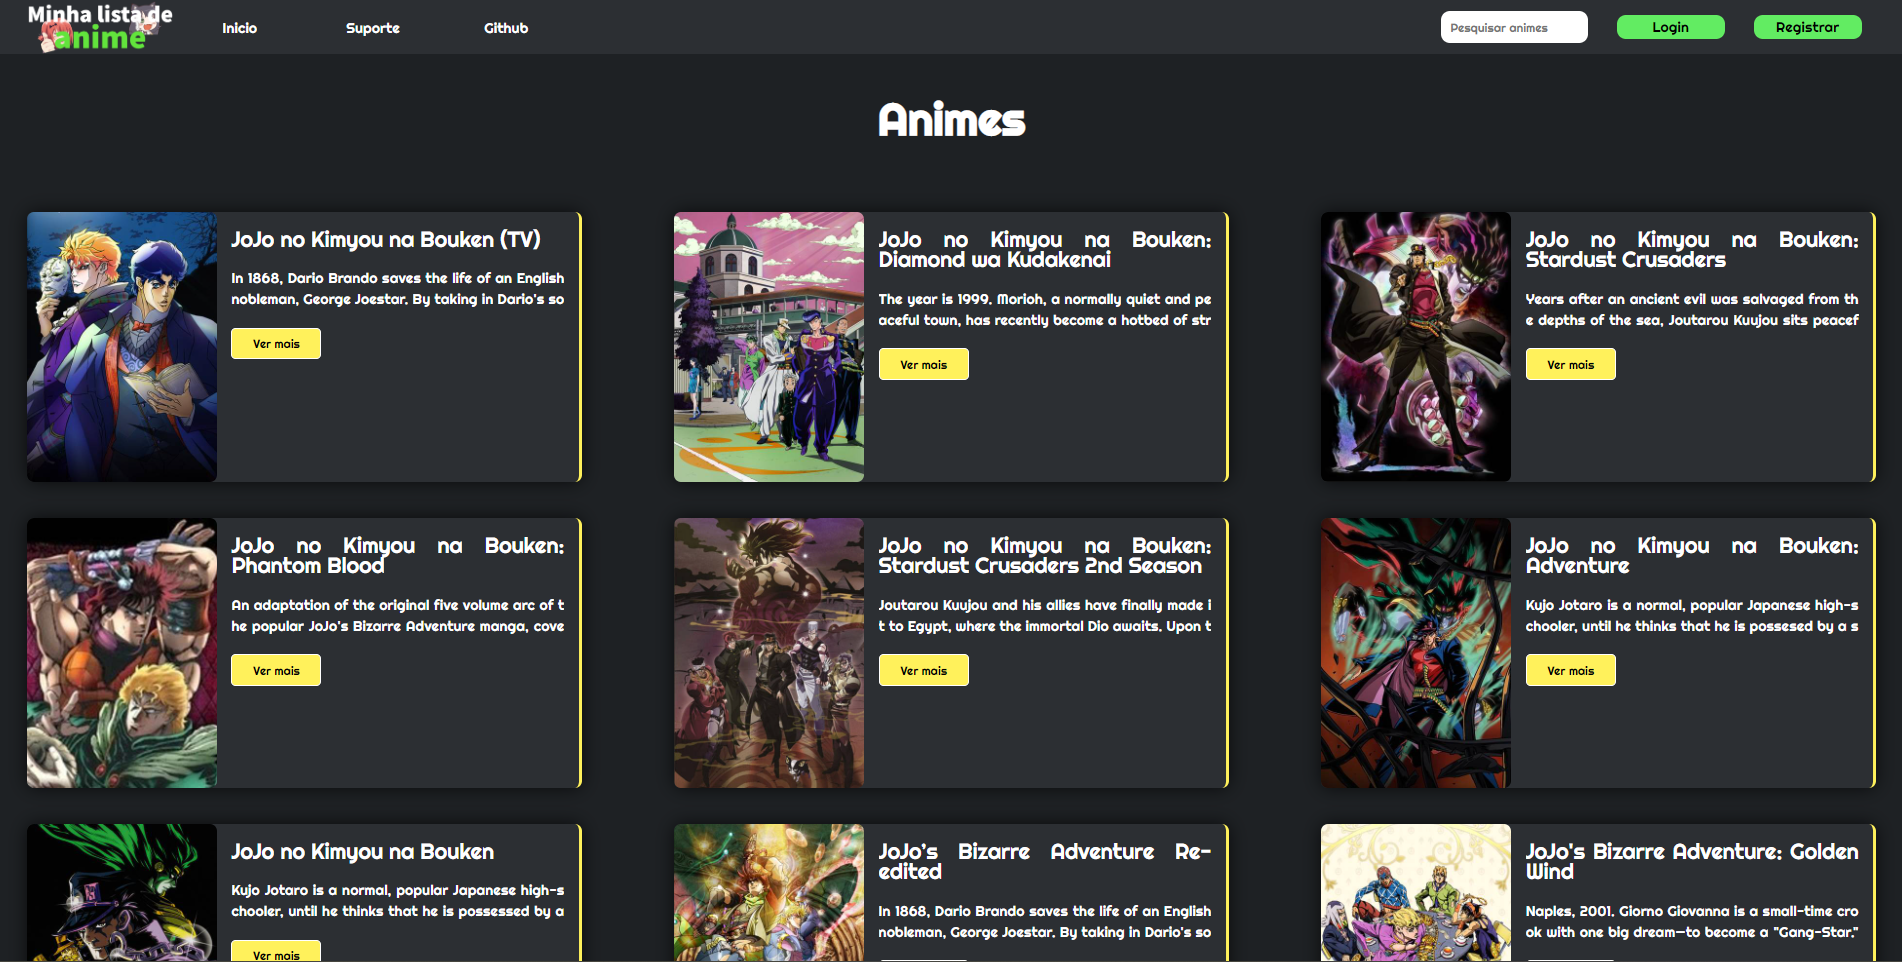 Minha lista de
anime
Inicio
Suporte
Github
Pesquisar animes
Login
Registrar
Animes
JoJo no Kimyou na Bouken (TV)
In 1868, Dario Brando saves the life of an English
nobleman, George Joestar. By taking in Dario's so
Ver mais
JoJo no Kimyou na Bouken:
Diamond wa Kudakenai
The year is 1999. Morioh, a normally quiet and pe
aceful town, has recently become a hotbed of str
Ver mais
JoJo no Kimyou na Bouken:
Stardust Crusaders
Years after an ancient evil was salvaged from th
e depths of the sea, Joutarou Kuujou sits peacef
Ver mais
JoJo no Kimyou na Bouken:
Phantom Blood
An adaptation of the original five volume arc of t
he popular JoJo's Bizarre Adventure manga, cove
Ver mais
JoJo no Kimyou na Bouken:
Stardust Crusaders 2nd Season
Joutarou Kuujou and his allies have finally made i
t to Egypt, where the immortal Dio awaits. Upon t
Ver mais
JoJo no Kimyou na Bouken:
Adventure
Kujo Jotaro is a normal, popular Japanese high-s
chooler, until he thinks that he is possesed by a s
Ver mais
JoJo no Kimyou na Bouken
Kujo Jotaro is a normal, popular Japanese high-s
chooler, until he thinks that he is possessed by a
Ver mais
JoJo's Bizarre Adventure Re-
edited
In 1868, Dario Brando saves the life of an English
nobleman, George Joestar. By taking in Dario's so
JoJo's Bizarre Adventure: Golden
Wind
Naples, 2001. Giorno Giovanna is a small-time cro
ok with one big dream—to become a "Gang-Star."